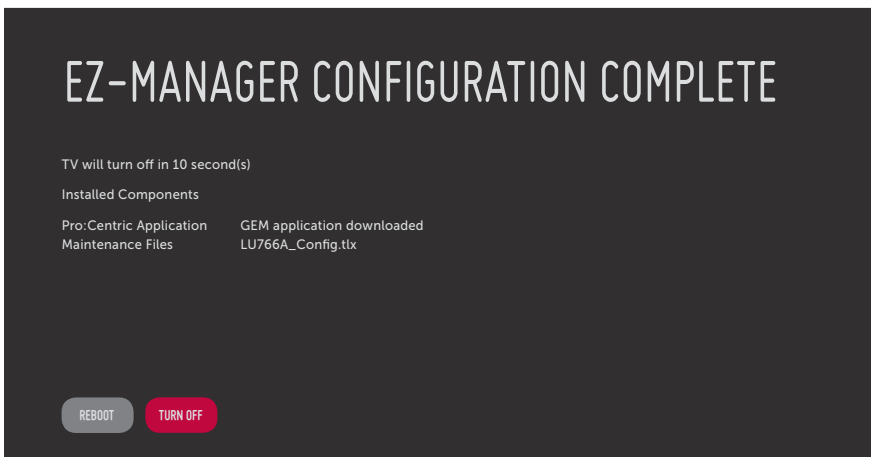 EZ-MANAGER CONFIGURATION COMPLETE
TV will turn off in 10 second(s)
Installed Components
Pro:Centric Application GEM application downloaded
Maintenance Files LU766A_Config.tlx
REBOOT TURN OFF